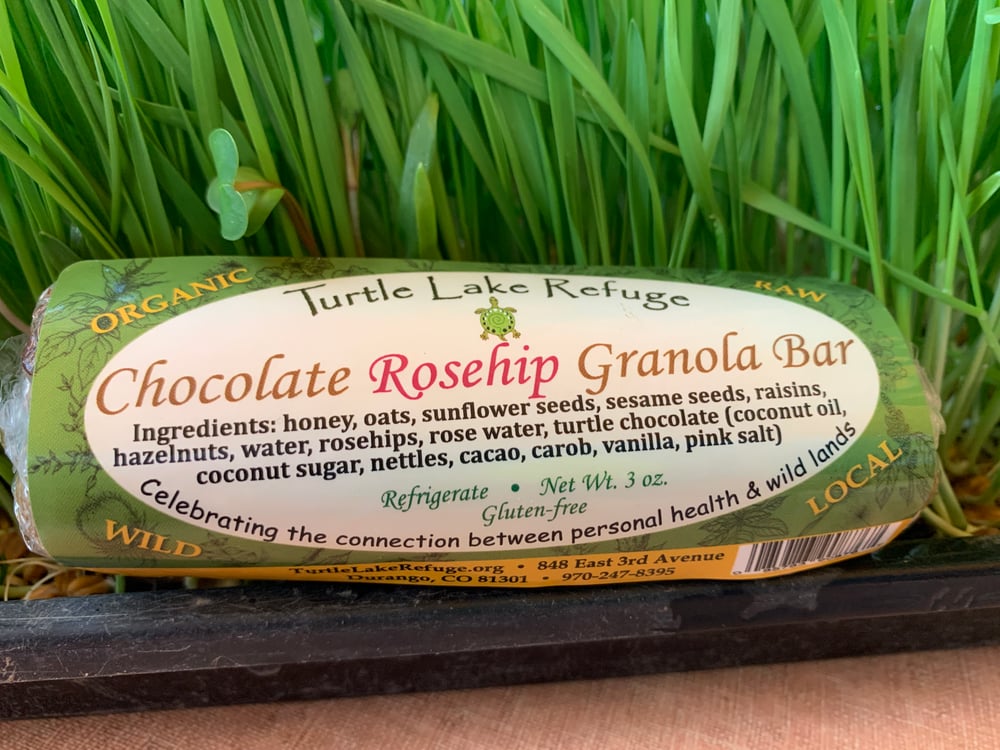 ORGANIC
RAW
Turtle Lake Refuge
Chocolate Rosehip Granola Bar
Ingredients: honey, oats, sunflower seeds, sesame seeds, raisins,
hazelnuts, water, rosehips, rose water, turtle chocolate (coconut oil,
coconut sugar, nettles, cacao, carob, vanilla, pink salt)
Refrigerate • Net Wt. 3 oz.
Gluten-free
Celebrating the connection between personal health & wild lands
WILD
LOCAL
TurtleLakeRefuge.org • 848 East 3rd Avenue
Durango, CO 81301 • 970-247-8395